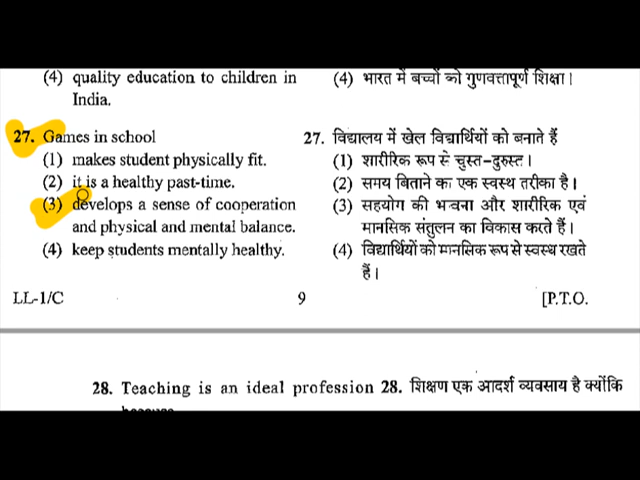 (4) quality education to children in
India.
27. Games in school
(1) makes student physically fit.
(2) it is a healthy past-time.
(3) develops a sense of cooperation
and physical and mental balance.
(4) keep students mentally healthy.
LL-1/C
(4) भारत में बच्चों को गुणवत्तापूर्ण शिक्षा।
27. विद्यालय में खेल विद्यार्थियों को बनाते हैं
(1) शारीरिक रूप से चुस्त-दुरुस्त।
(2) समय बिताने का एक स्वस्थ तरीका है।
(3) सहयोग की भावना और शारीरिक एवं
मानसिक संतुलन का विकास करते हैं।
(4) विद्यार्थियों को मानसिक रूप से स्वस्थ रखते
हैं।
9
[P.T.O.
28. Teaching is an ideal profession
28. शिक्षण एक आदर्श व्यवसाय है क्योंकि